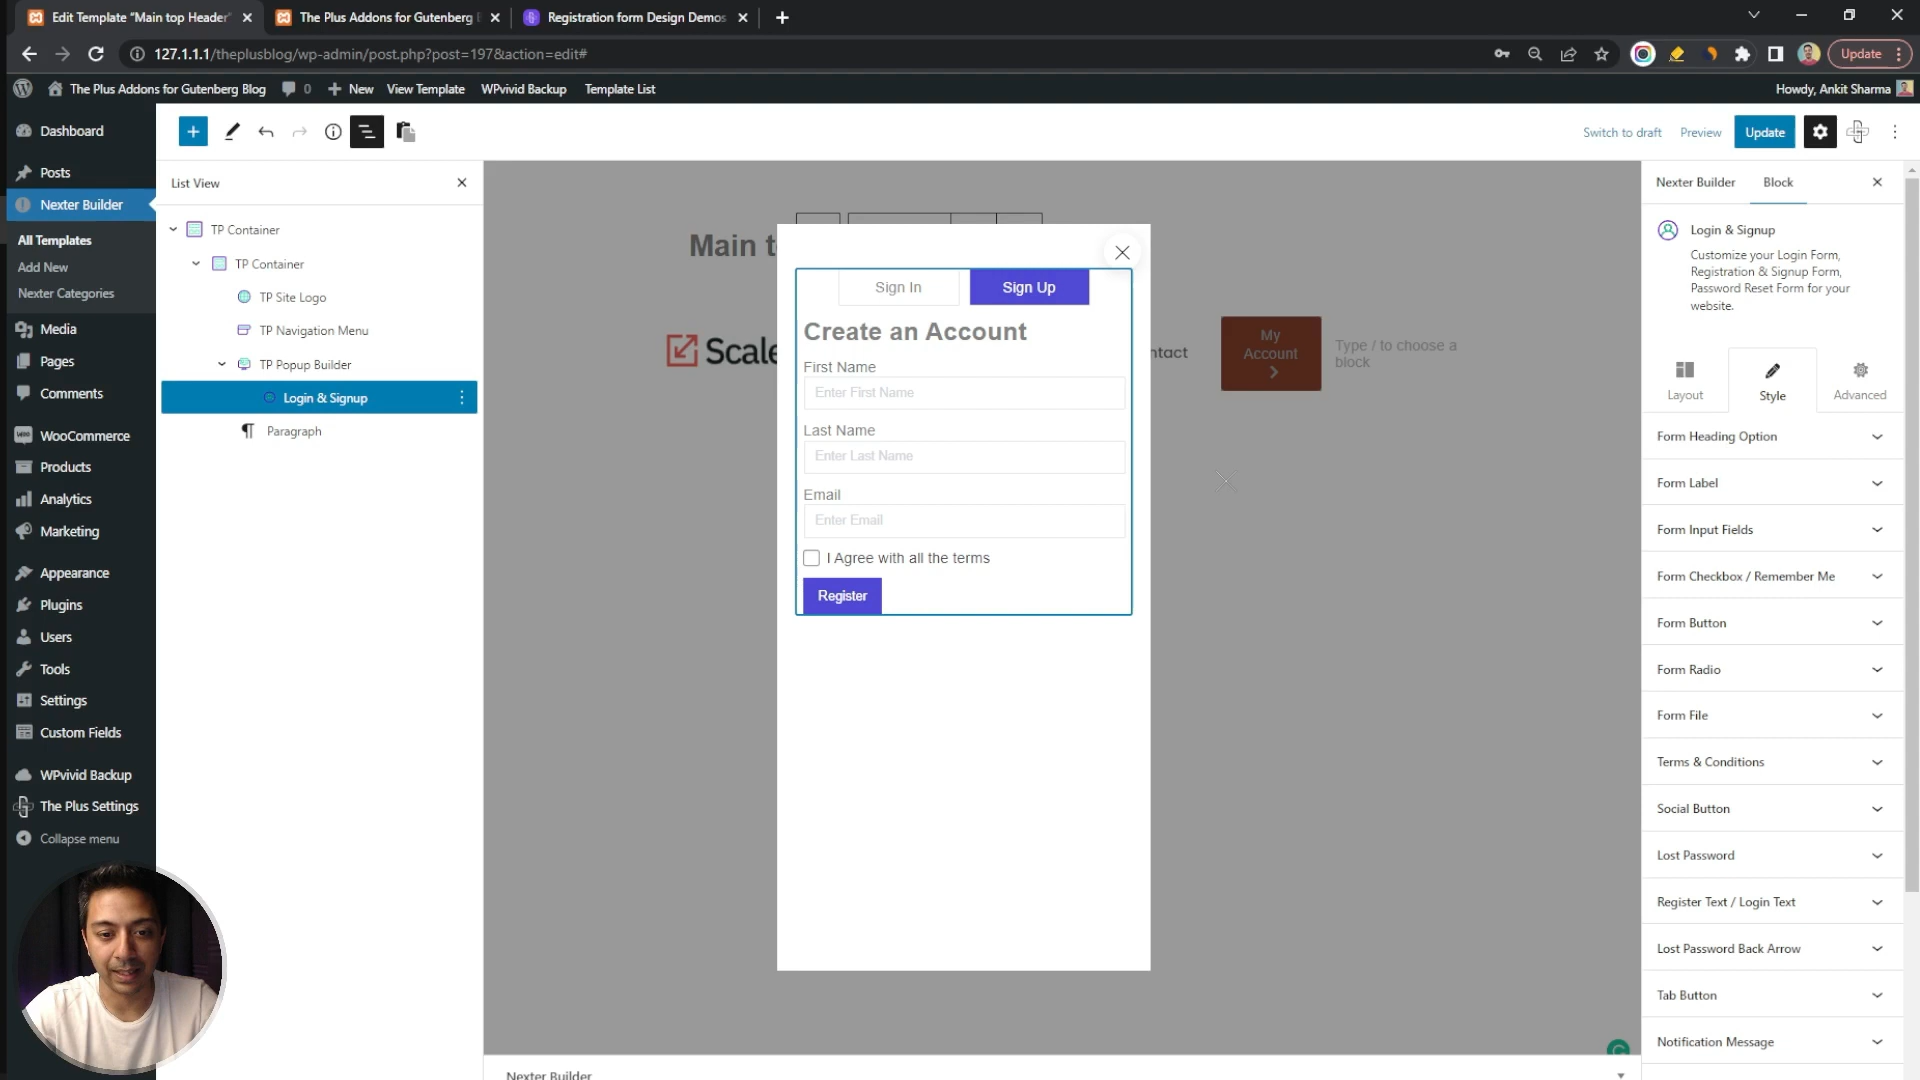 Edit Template "Main top Header"
The Plus Addons for Gutenberg B
Registration form Design Demos
127.1.1.1/theplusblog/wp-admin/post.php?post=197&action=edit#
Update
The Plus Addons for Gutenberg Blog
0
New
View Template
WPvivid Backup
Template List
Howdy, Ankit Sharma
Dashboard
Posts
Nexter Builder
All Templates
Add New
Nexter Categories
Media
Pages
Comments
WooCommerce
Products
Analytics
Marketing
Appearance
Plugins
Users
Tools
Settings
Custom Fields
WPvivid Backup
The Plus Settings
Collapse menu
Switch to draft
Preview
Update
List View
TP Container
TP Container
TP Site Logo
TP Navigation Menu
TP Popup Builder
Login & Signup
Paragraph
Main t
Scale
ntact
My
Account
Type / to choose a
block
Sign In
Sign Up
Create an Account
First Name
Enter First Name
Last Name
Enter Last Name
Email
Enter Email
I Agree with all the terms
Register
Nexter Builder
Nexter Builder
Block
Login & Signup
Customize your Login Form,
Registration & Signup Form,
Password Reset Form for your
website.
Layout
Style
Advanced
Form Heading Option
Form Label
Form Input Fields
Form Checkbox / Remember Me
Form Button
Form Radio
Form File
Terms & Conditions
Social Button
Lost Password
Register Text / Login Text
Lost Password Back Arrow
Tab Button
Notification Message